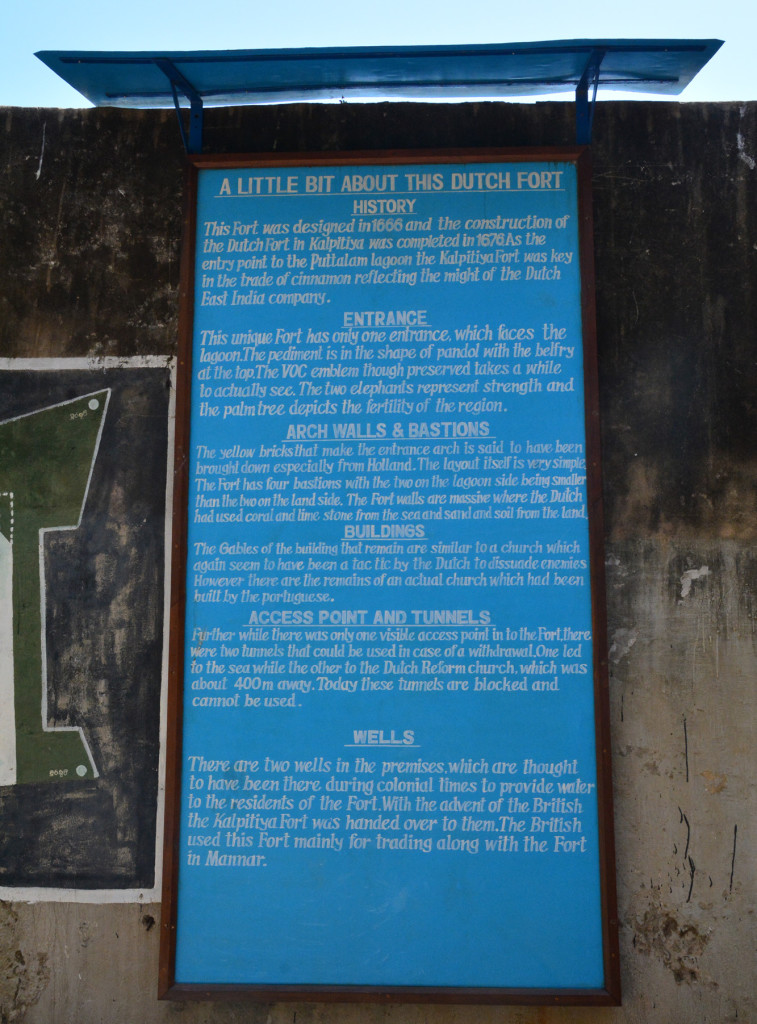 A LITTLE BIT ABOUT THIS DUTCH FORT
HISTORY
This Fort was designed in 1666 and the construction of
the Dutch Fort in Kalpitiya was completed in 1676.As the
entry point to the Puttalam lagoon the Kalpitiya Fort was key
in the trade of cinnamon reflecting the might of the Dutch
East India company.
ENTRANCE
This unique Fort has only one entrance, which faces the
lagoon.The pediment is in the shape of pandol with the belfry
at the top.The VOC emblem though preserved takes a while
to actually see. The two elephants represent strength and
the palm tree depicts the fertility of the region.
ARCH WALLS & BASTIONS
The yellow bricks that make the entrance arch is said to have been
brought down especially from Holland. The layout itself is very simple.
The Fort has four bastions with the two on the lagoon side being smaller
than the two on the land side. The Fort walls are massive where the Dutch
had used coral and lime stone from the sea and sand and soil from the land.
BUILDINGS
The Gables of the building that remain are similar to a church which
again seem to have been a tac tic by the Dutch to dissuade enemies
However there are the remains of an actual church which had been
built by the portuguese.
ACCESS POINT AND TUNNELS
Further while there was only one visible access point in to the Fort,there
were two tunnels that could be used in case of a withdrawal.One led
to the sea while the other to the Dutch Reform church, which was
about 400m away. Today these tunnels are blocked and
cannot be used.
WELLS
There are two wells in the premises, which are thought
to have been there during colonial times to provide water
to the residents of the Fort. With the advent of the British
the Kalpitiya Fort was handed over to them.The British
used this Fort mainly for trading along with the Fort
in Mannar.